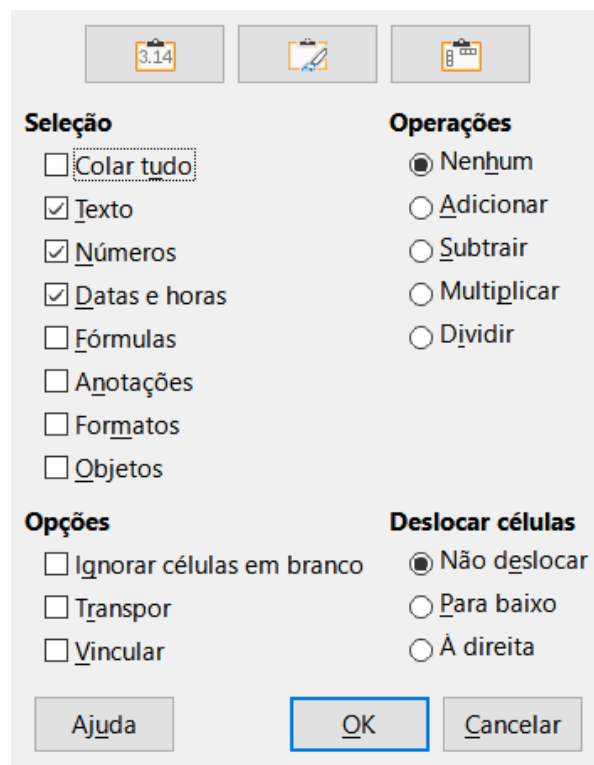 3.14
Seleção
Colar tudo
Texto
Números
Datas e horas
Fórmulas
Anotações
Formatos
Objetos
Operações
Nenhum
Adicionar
Subtrair
Multiplicar
Dividir
Opções
Ignorar células em branco
Transpor
Vincular
Deslocar células
Não deslocar
Para baixo
À direita
Ajuda
OK
Cancelar